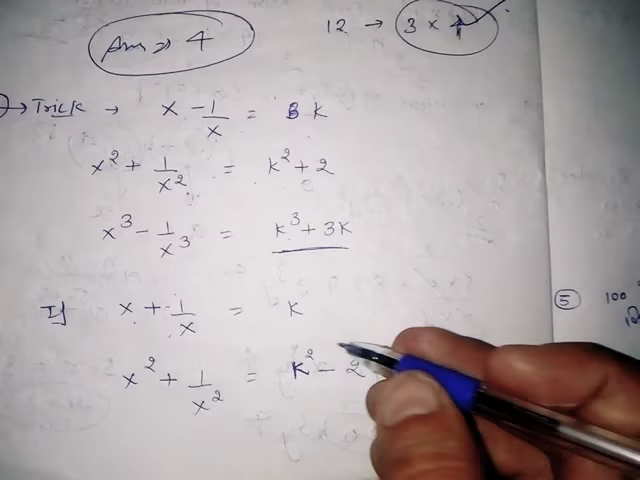 Ans => 4
12 → 3 × 4
→ Trick → x - 1/x = K
x² + 1/x² = K² + 2
x³ - 1/x³ = K³ + 3K
If x + 1/x = K
x² + 1/x² = K² - 2
5 100